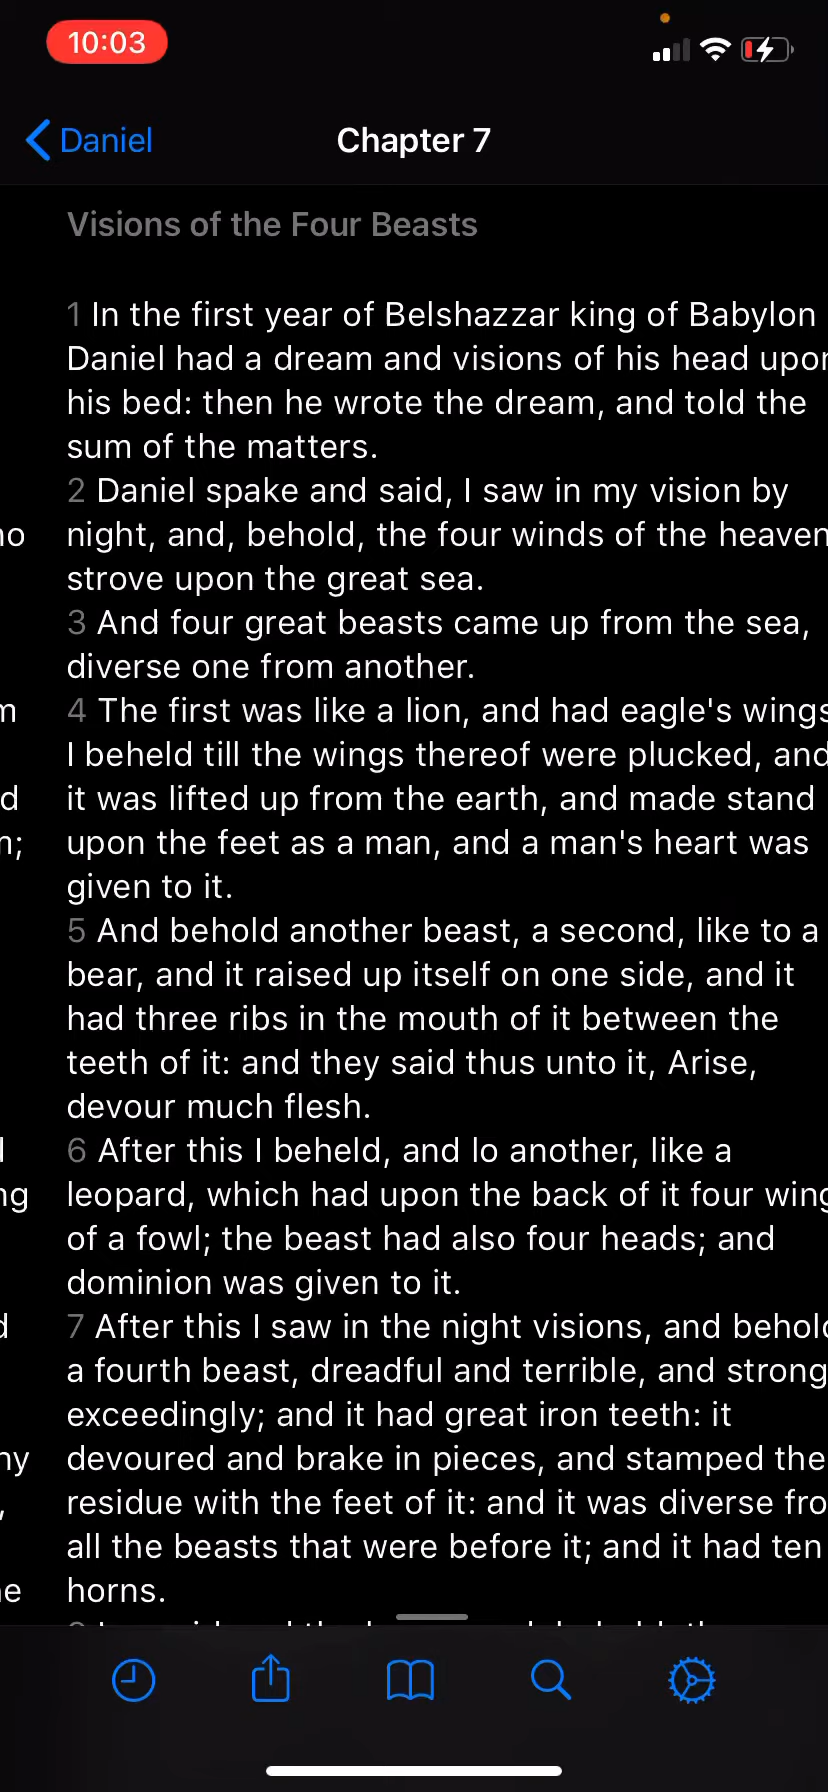 10:03
Daniel
Chapter 7
Visions of the Four Beasts
1 In the first year of Belshazzar king of Babylon
Daniel had a dream and visions of his head
his bed: then he wrote the dream, and told the
sum of the matters.
2 Daniel spake and said, I saw in my vision by
night, and, behold, the four winds of the heaven
strove upon the great sea.
3 And four great beasts came up from the sea,
diverse one from another.
4 The first was like a lion, and had eagle's wings
I beheld till the wings thereof were plucked, and
it was lifted up from the earth, and made stand
upon the feet as a man, and a man's heart was
given to it.
5 And behold another beast, a second, like to a
bear, and it raised up itself on one side, and it
had three ribs in the mouth of it between the
teeth of it: and they said thus unto it, Arise,
devour much flesh.
6 After this I beheld, and lo another, like a
leopard, which had upon the back of it four
of a fowl; the beast had also four heads; and
dominion was given to it.
7 After this I saw in the night visions, and
a fourth beast, dreadful and terrible, and strong
exceedingly; and it had great iron teeth: it
devoured and brake in pieces, and stamped the
residue with the feet of it: and it was diverse
all the beasts that were before it; and it had ten
horns.